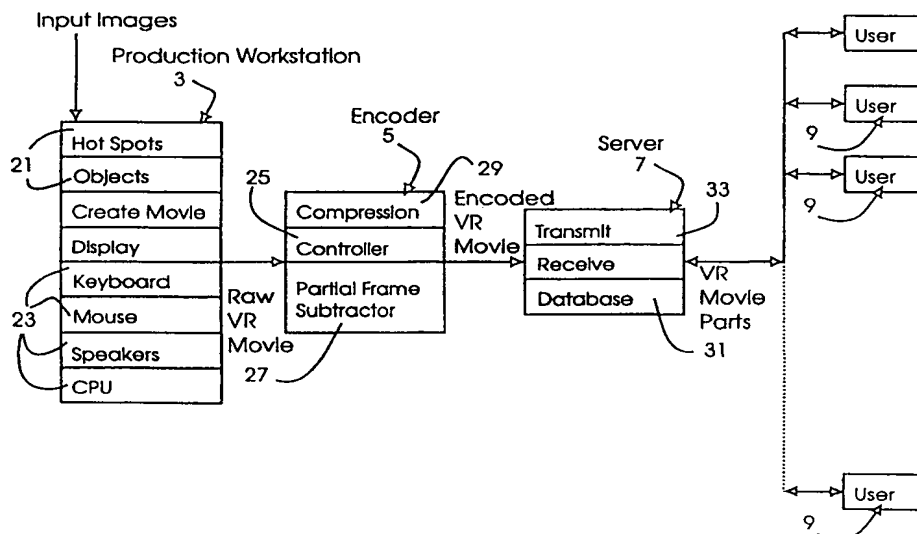 Input Images
Production Workstation
3
Hot Spots
Objects
Create Movie
Display
Keyboard
Mouse
Speakers
CPU
21
23
Raw
VR
Movie
Encoder
5
29
25
Compression
Controller
Partial Frame
Subtractor
27
Encoded
VR
Movie
Server
7
33
Transmit
Receive
Database
31
VR
Movie
Parts
User
User
9
User
9
User
9